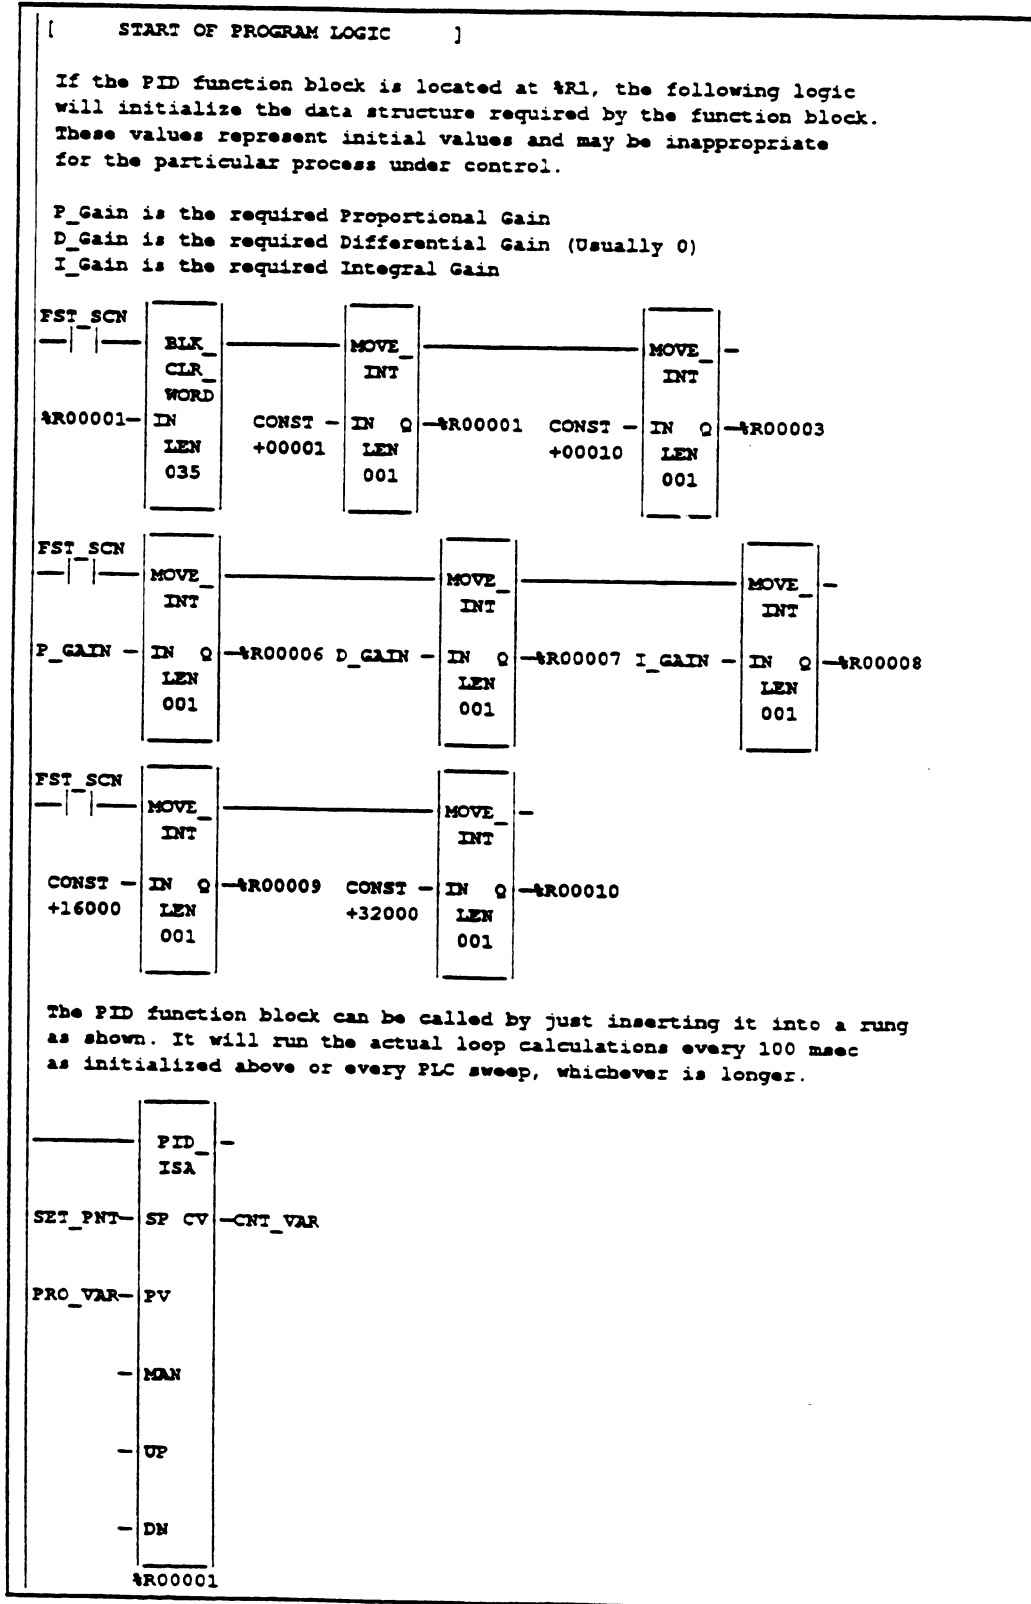 [ START OF PROGRAM LOGIC ]
If the PID function block is located at %R1, the following logic
will initialize the data structure required by the function block.
These values represent initial values and may be inappropriate
for the particular process under control.
P_Gain is the required Proportional Gain
D_Gain is the required Differential Gain (Usually 0)
I_Gain is the required Integral Gain
FST_SCN
BLK_ MOVE_ MOVE_
CLR_ INT INT
WORD
%R00001 IN CONST IN Q %R00001 CONST IN Q %R00003
LEN +00001 LEN +00010 LEN
035 001 001
FST_SCN
MOVE_ MOVE_ MOVE_
INT INT INT
P_GAIN IN Q %R00006 D_GAIN IN Q %R00007 I_GAIN IN Q %R00008
LEN LEN LEN
001 001 001
FST_SCN
MOVE_ MOVE_
INT INT
CONST IN Q %R00009 CONST IN Q %R00010
+16000 LEN +32000 LEN
001 001
The PID function block can be called by just inserting it into a rung
as shown. It will run the actual loop calculations every 100 msec
as initialized above or every PLC sweep, whichever is longer.
PID_
ISA
SET_PNT SP CV CNT_VAR
PRO_VAR PV
MAN
UP
DN
%R00001